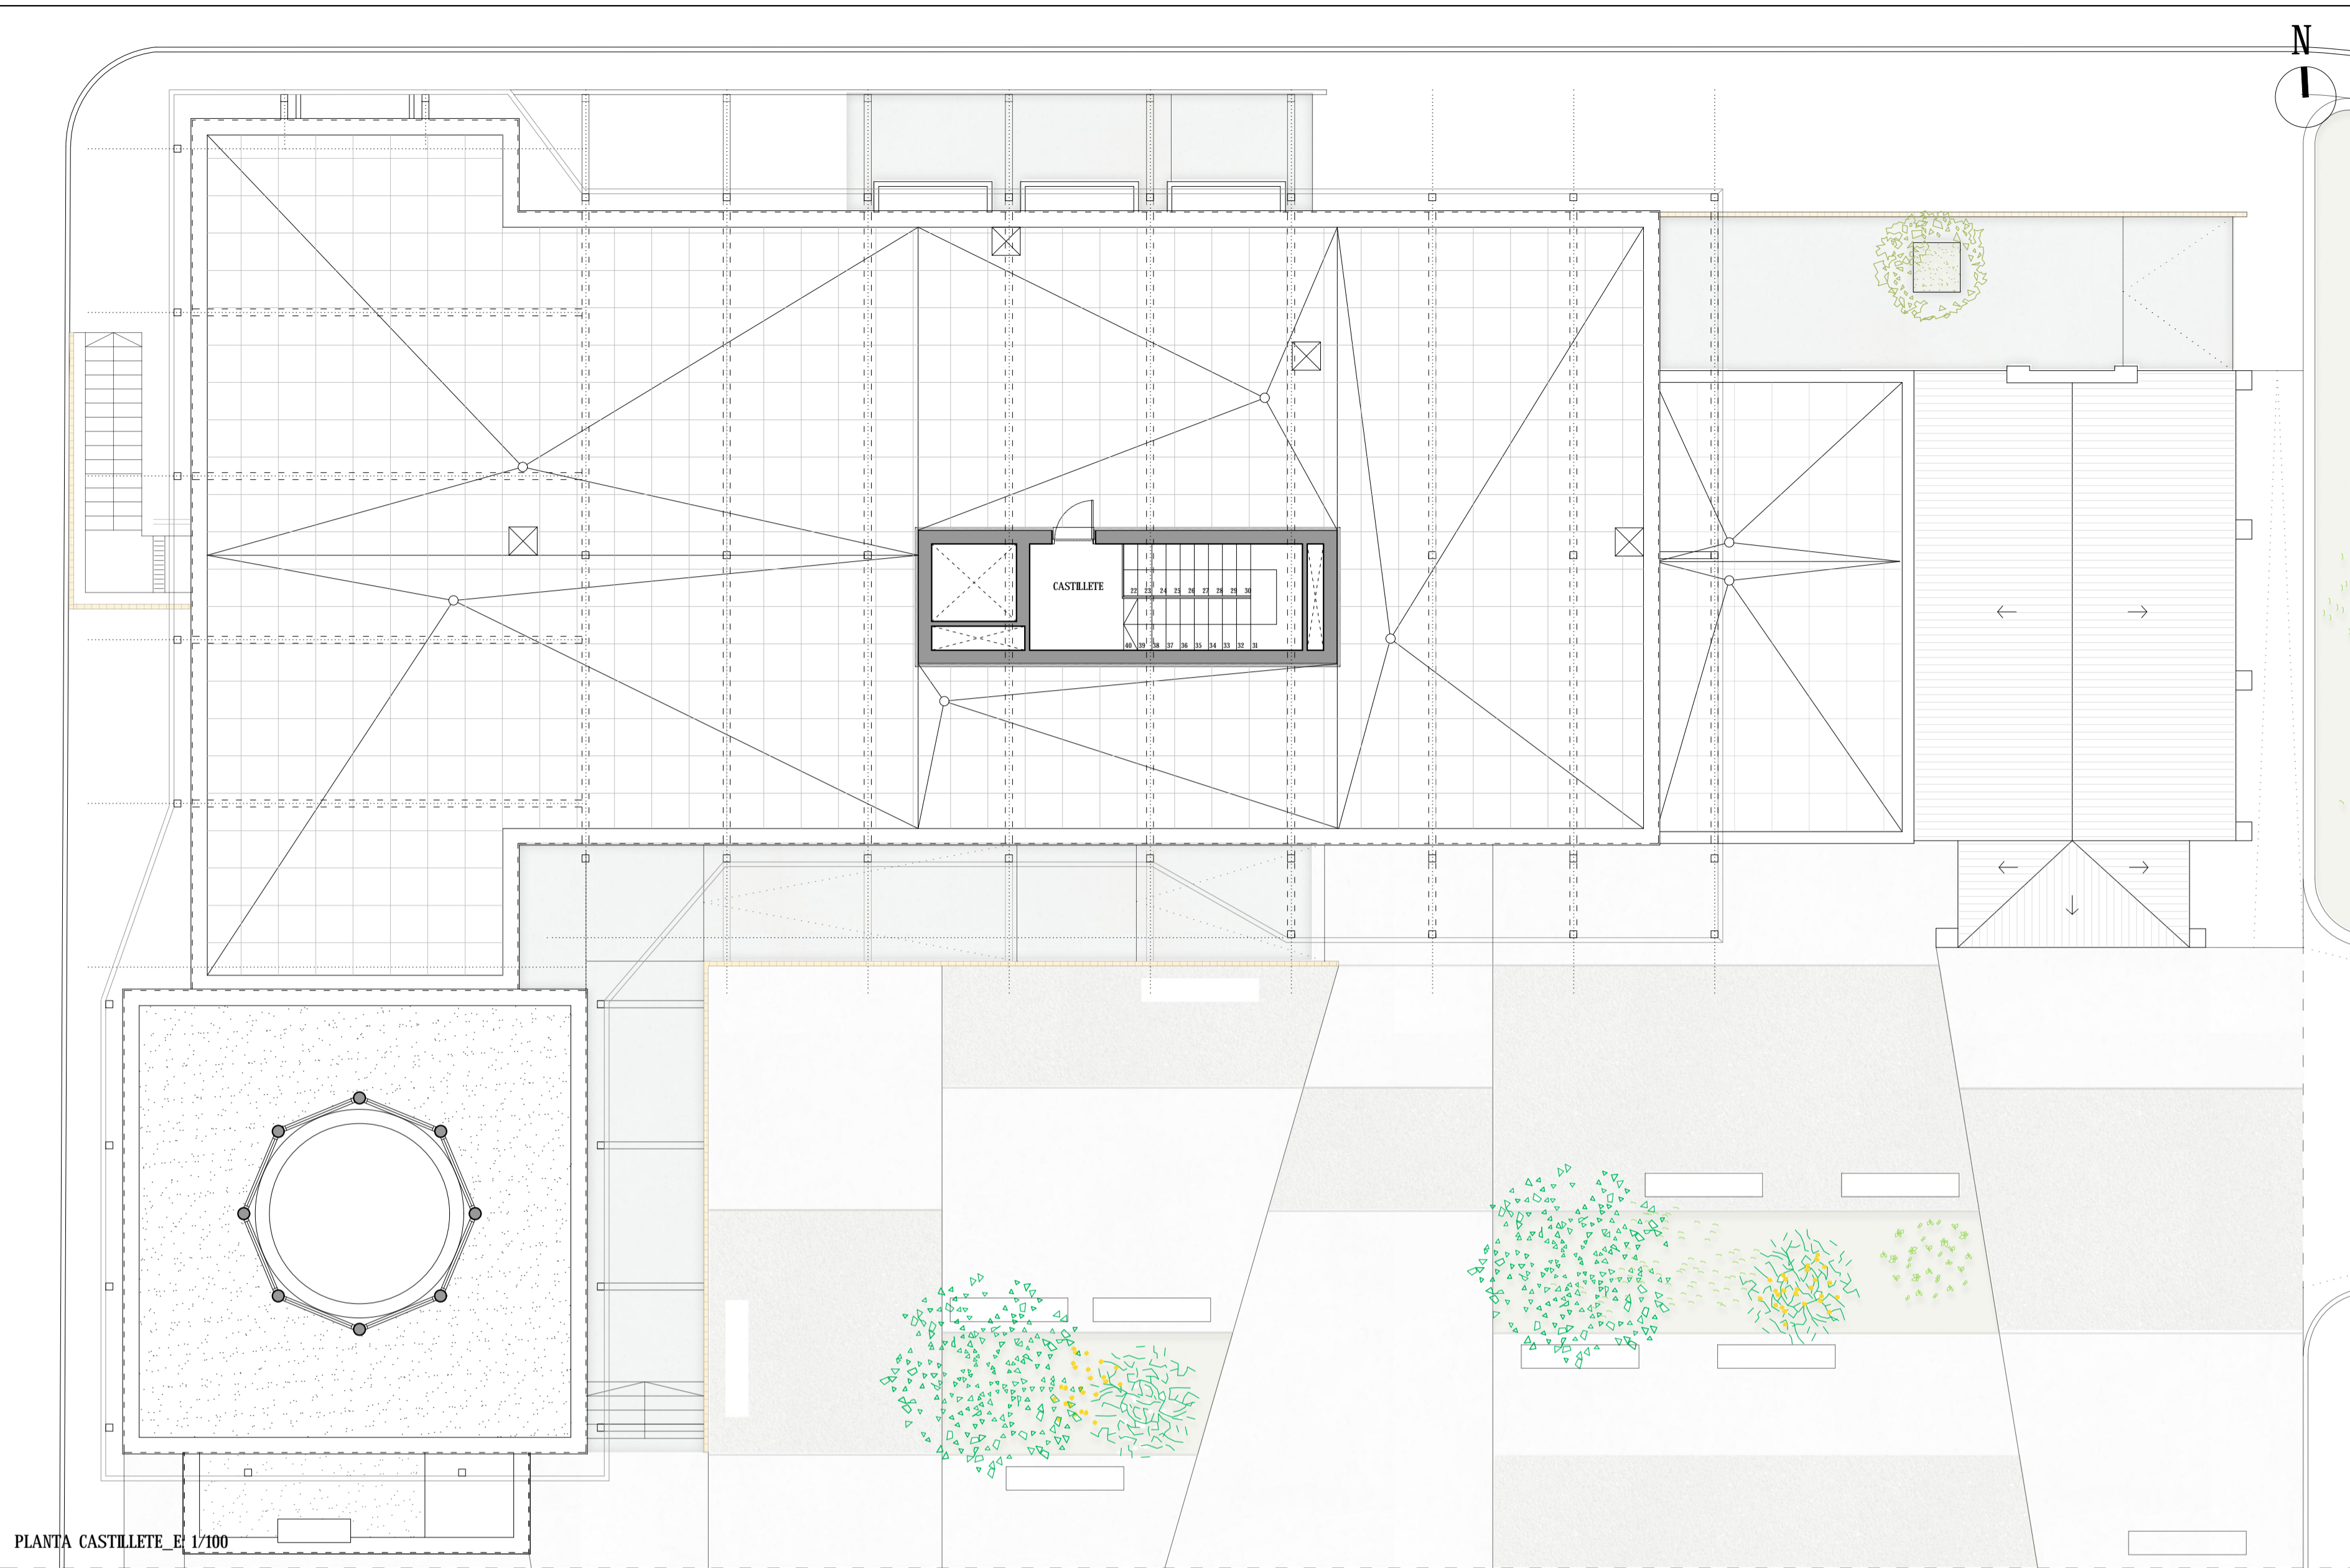 N
CASTILLETE
22 23 24 25 26 27 28 29 30
40 39 38 37 36 35 34 33 32 31
PLANTA CASTILLETE_E: 1/100